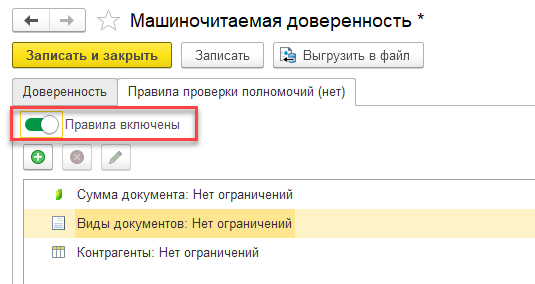 Машиночитаемая доверенность *
Записать и закрыть Записать Выгрузить в файл
Доверенность Правила проверки полномочий (нет)
Правила включены
Сумма документа: Нет ограничений
Виды документов: Нет ограничений
Контрагенты: Нет ограничений